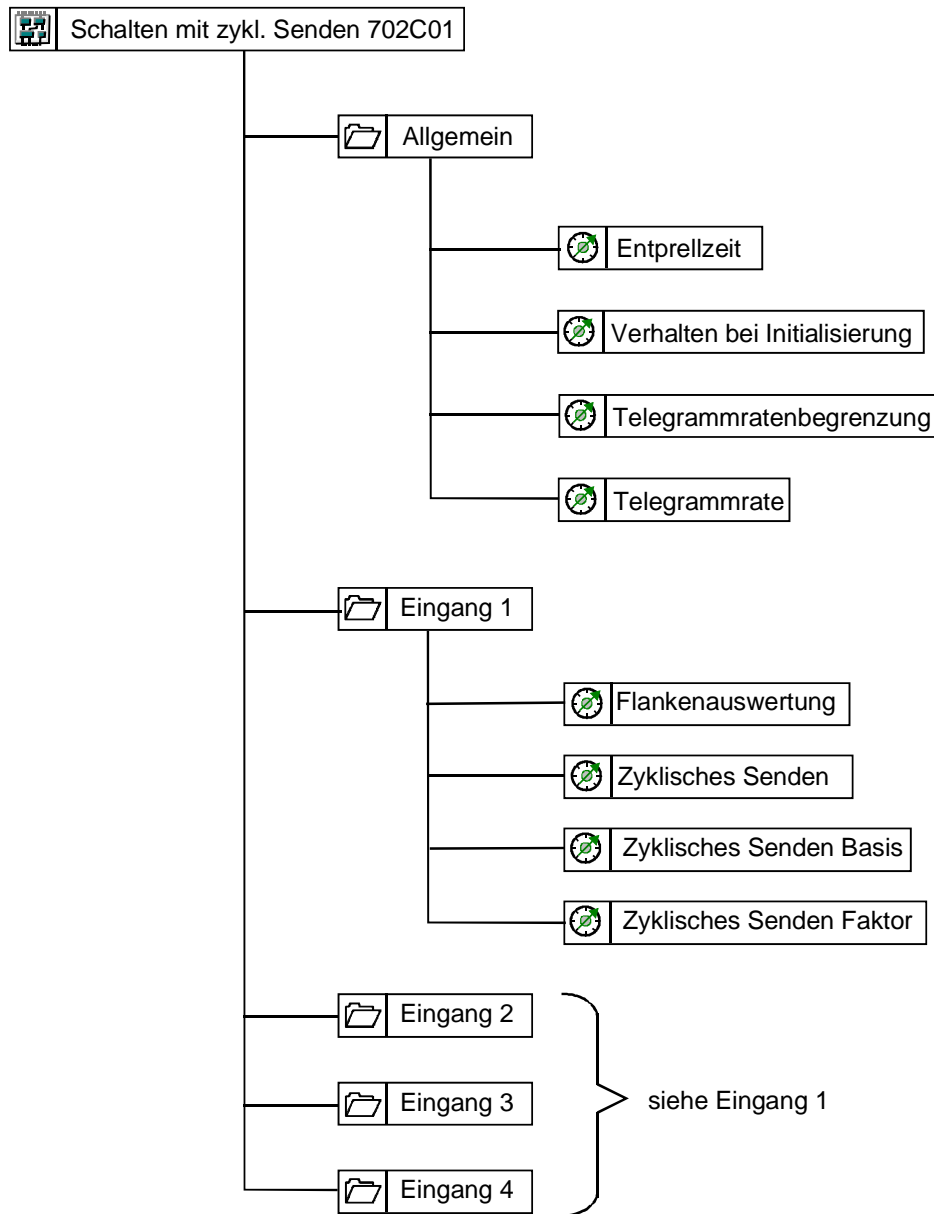 Schalten mit zykl. Senden 702C01
Allgemein
Entprellzeit
Verhalten bei Initialisierung
Telegrammratenbegrenzung
Telegrammrate
Eingang 1
Flankenauswertung
Zyklisches Senden
Zyklisches Senden Basis
Zyklisches Senden Faktor
Eingang 2
Eingang 3
siehe Eingang 1
Eingang 4